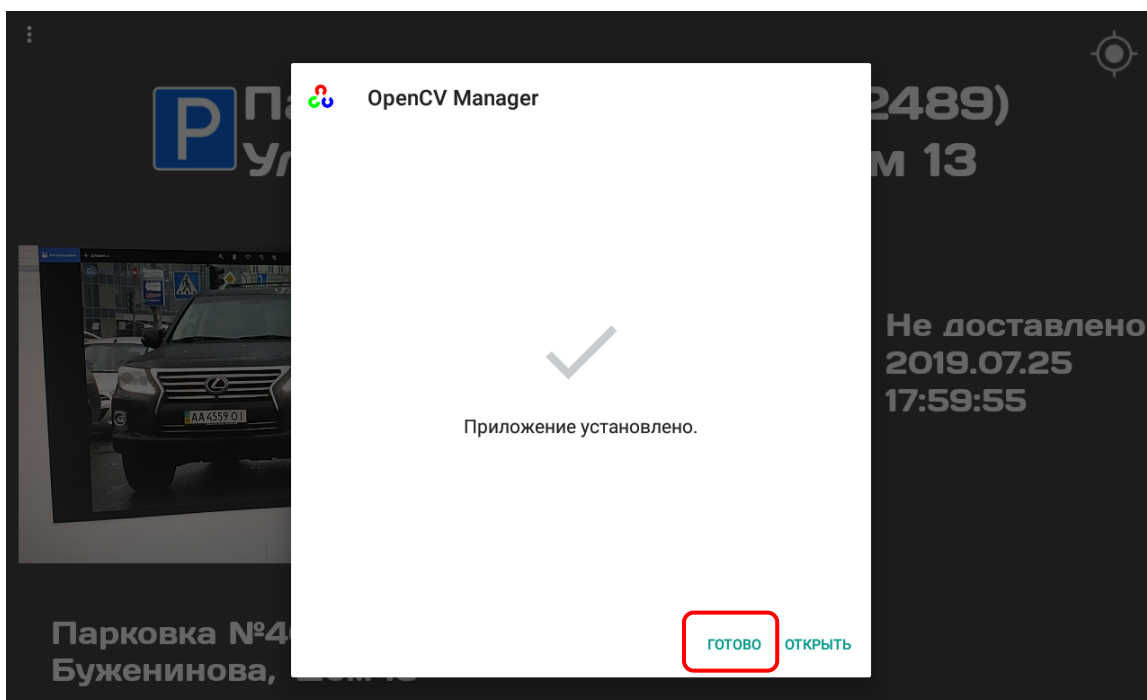 OpenCV Manager
2489)
м 13
P
Не доставлено
2019.07.25
17:59:55
AA 4559 OI
Приложение установлено.
ГОТОВО ОТКРЫТЬ
Парковка №4
Буженинова,